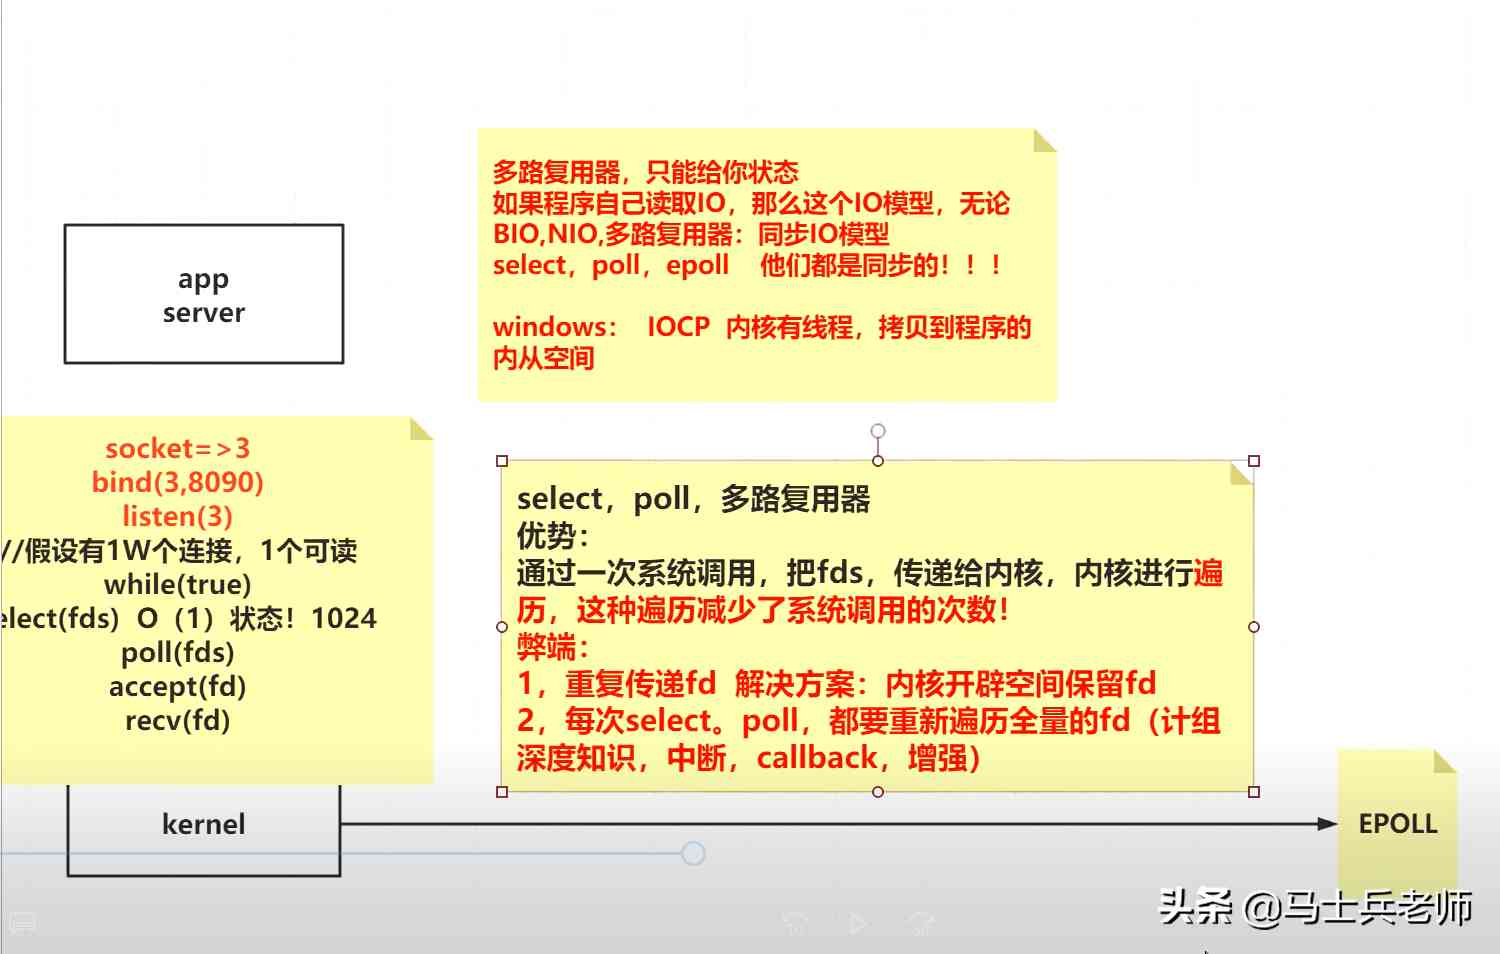 多路复用器，只能给你状态
如果程序自己读取IO，那么这个IO模型，无论
BIO,NIO,多路复用器：同步IO模型
select，poll，epoll 他们都是同步的！！！
windows： IOCP 内核有线程，拷贝到程序的
内从空间
app
server
socket=>3
bind(3,8090)
listen(3)
//假设有1W个连接，1个可读
while(true)
elect(fds) O（1）状态！1024
poll(fds)
accept(fd)
recv(fd)
select，poll，多路复用器
优势：
通过一次系统调用，把fds，传递给内核，内核进行遍
历，这种遍历减少了系统调用的次数！
弊端：
1，重复传递fd 解决方案：内核开辟空间保留fd
2，每次select。poll，都要重新遍历全量的fd（计组
深度知识，中断，callback，增强）
kernel
EPOLL
头条 @马士兵老师